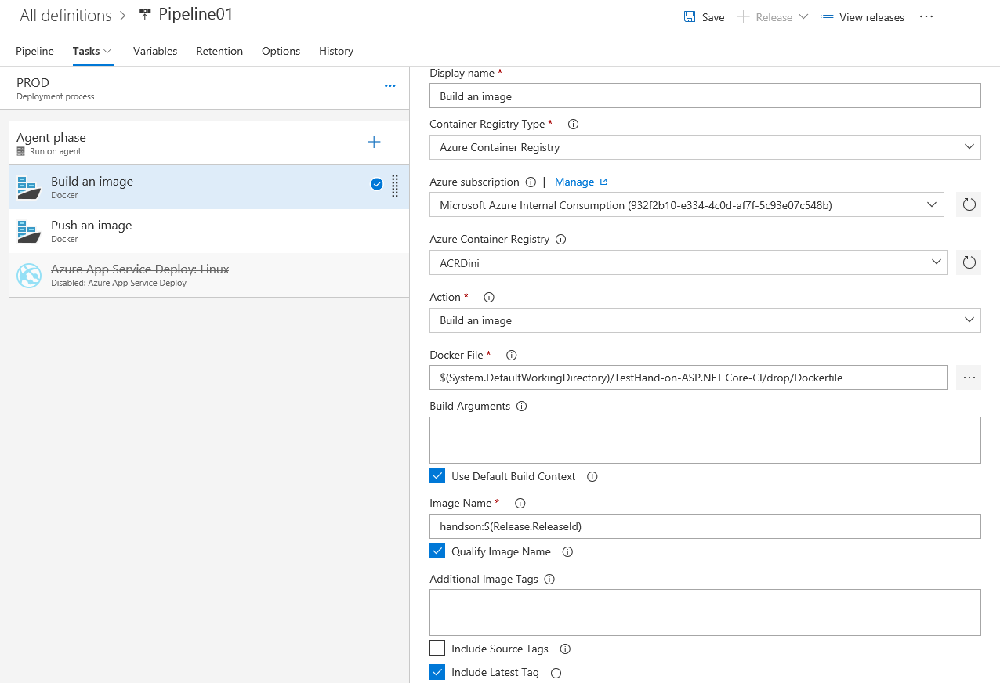 All definitions > Pipeline01
Save
Release
View releases
Pipeline
Tasks
Variables
Retention
Options
History
PROD
Deployment process
Agent phase
Run on agent
Build an image
Docker
Push an image
Docker
Azure App Service Deploy: Linux
Disabled: Azure App Service Deploy
Display name *
Build an image
Container Registry Type *
Azure Container Registry
Azure subscription | Manage
Microsoft Azure Internal Consumption (932f2b10-e334-4c0d-af7f-5c93e07c548b)
Azure Container Registry
ACRDini
Action *
Build an image
Docker File *
$(System.DefaultWorkingDirectory)/TestHand-on-ASP.NET Core-CI/drop/Dockerfile
Build Arguments
Use Default Build Context
Image Name *
handson:$(Release.ReleaseId)
Qualify Image Name
Additional Image Tags
Include Source Tags
Include Latest Tag